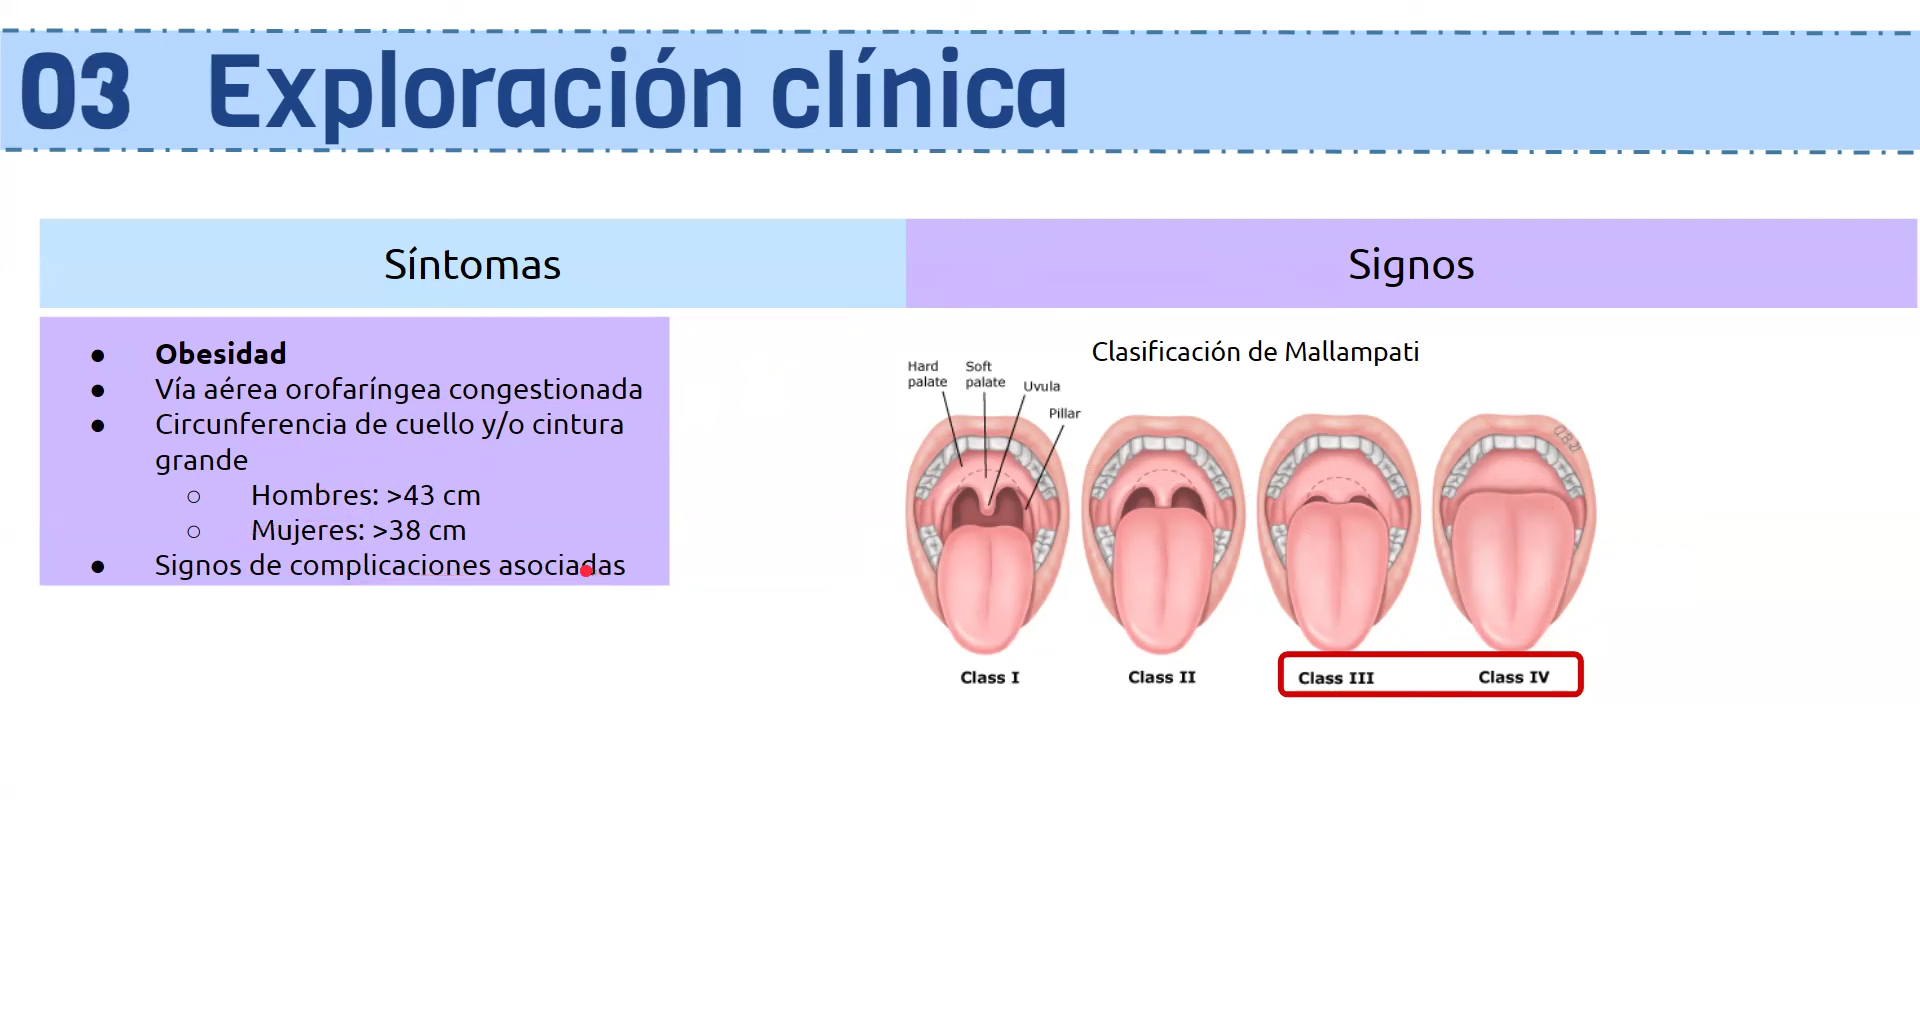 03 Exploración clínica
Síntomas
Signos
● Obesidad
● Vía aérea orofaríngea congestionada
● Circunferencia de cuello y/o cintura
grande
○ Hombres: >43 cm
○ Mujeres: >38 cm
● Signos de complicaciones asociadas
Clasificación de Mallampati
Hard
palate
Soft
palate
Uvula
Pillar
Class I
Class II
Class III
Class IV